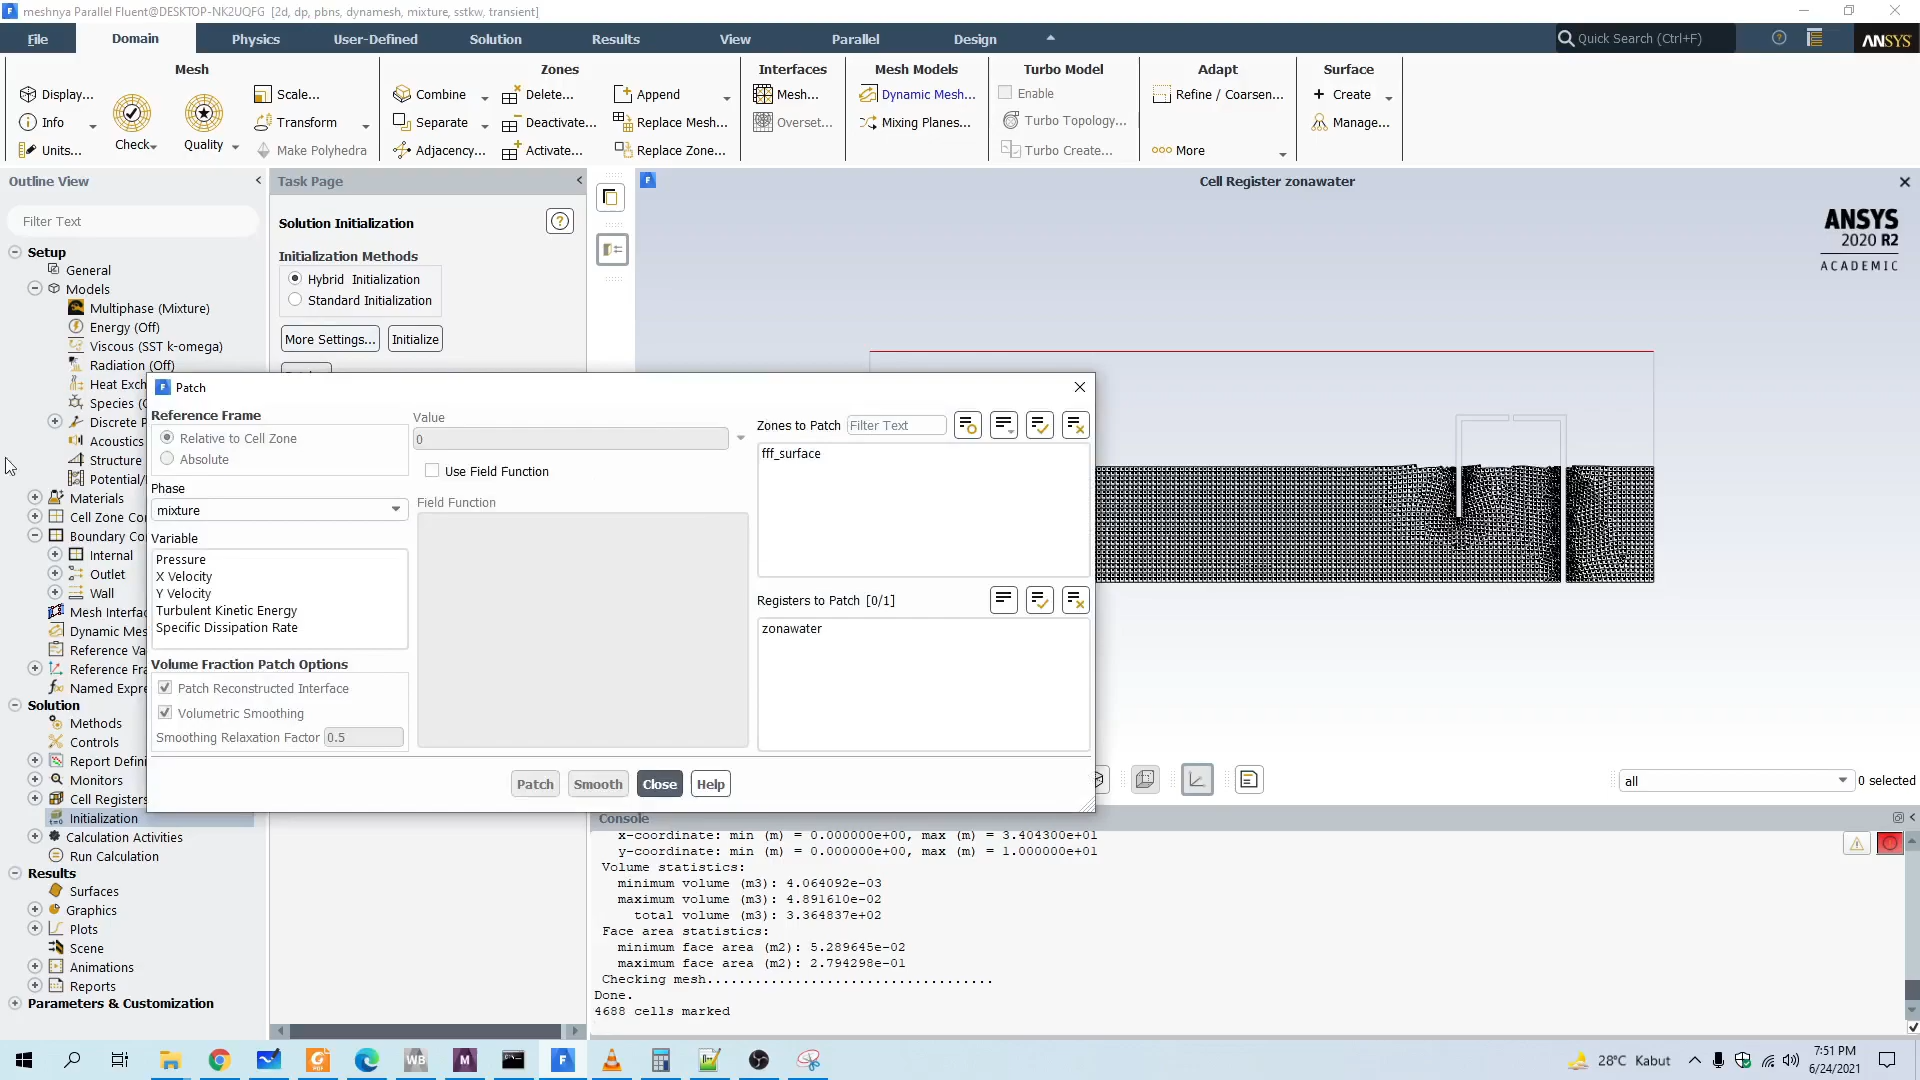 meshnya Parallel Fluent@DESKTOP-NK2UQFG [2d, dp, pbns, dynamesh, mixture, sstkw, transient]
File Domain Physics User-Defined Solution Results View Parallel Design
Quick Search (Ctrl+F)
ANSYS
Mesh
Display...
Info
Units...
Check
Quality
Scale...
Transform
Make Polyhedra
Zones
Combine
Separate
Adjacency...
Delete...
Deactivate...
Activate...
Append
Replace Mesh...
Replace Zone...
Interfaces
Mesh...
Overset...
Mesh Models
Dynamic Mesh...
Mixing Planes...
Turbo Model
Enable
Turbo Topology...
Turbo Create...
Adapt
Refine / Coarsen...
More
Surface
Create
Manage...
Outline View
Filter Text
Setup
General
Models
Multiphase (Mixture)
Energy (Off)
Viscous (SST k-omega)
Radiation (Off)
Heat Exch
Species (
Discrete P
Acoustics
Structure
Potential/
Materials
Cell Zone Co
Boundary Co
Internal
Outlet
Wall
Mesh Interfac
Dynamic Mes
Reference Va
Reference Fra
Named Expre
Solution
Methods
Controls
Report Defini
Monitors
Cell Registers
Initialization
Calculation Activities
Run Calculation
Results
Surfaces
Graphics
Plots
Scene
Animations
Reports
Parameters & Customization
Task Page
Solution Initialization
Initialization Methods
Hybrid Initialization
Standard Initialization
More Settings...
Initialize
Patch
Reference Frame
Relative to Cell Zone
Absolute
Phase
mixture
Variable
Pressure
X Velocity
Y Velocity
Turbulent Kinetic Energy
Specific Dissipation Rate
Volume Fraction Patch Options
Patch Reconstructed Interface
Volumetric Smoothing
Smoothing Relaxation Factor 0.5
Value
0
Use Field Function
Field Function
Zones to Patch Filter Text
fff_surface
Registers to Patch [0/1]
zonawater
Patch Smooth Close Help
Cell Register zonawater
ANSYS
2020 R2
ACADEMIC
all
0 selected
Console
x-coordinate: min (m) = 0.000000e+00, max (m) = 3.404300e+01
y-coordinate: min (m) = 0.000000e+00, max (m) = 1.000000e+01
Volume statistics:
minimum volume (m3): 4.064092e-03
maximum volume (m3): 4.891610e-02
total volume (m3): 3.364837e+02
Face area statistics:
minimum face area (m2): 5.289645e-02
maximum face area (m2): 2.794298e-01
Checking mesh...................................
Done.
4688 cells marked
28°C Kabut
7:51 PM
6/24/2021